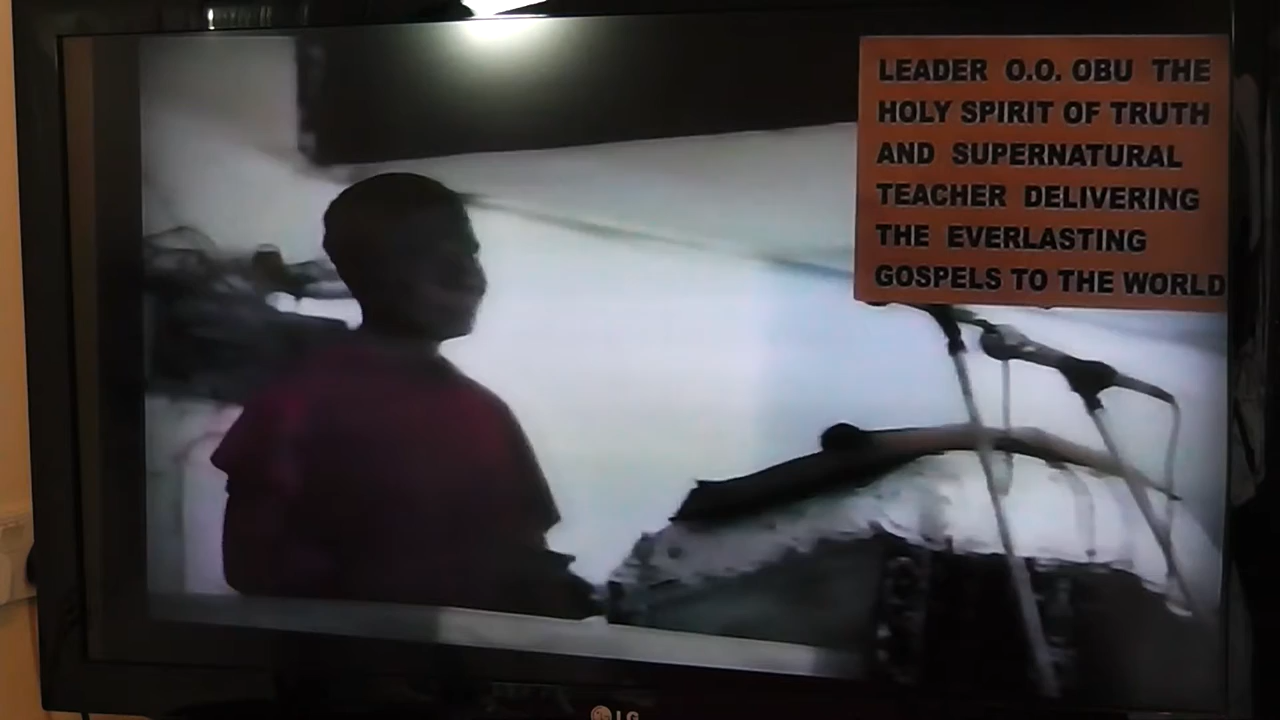 LEADER O.O. OBU THE
HOLY SPIRIT OF TRUTH
AND SUPERNATURAL
TEACHER DELIVERING
THE EVERLASTING
GOSPELS TO THE WORLD
LG